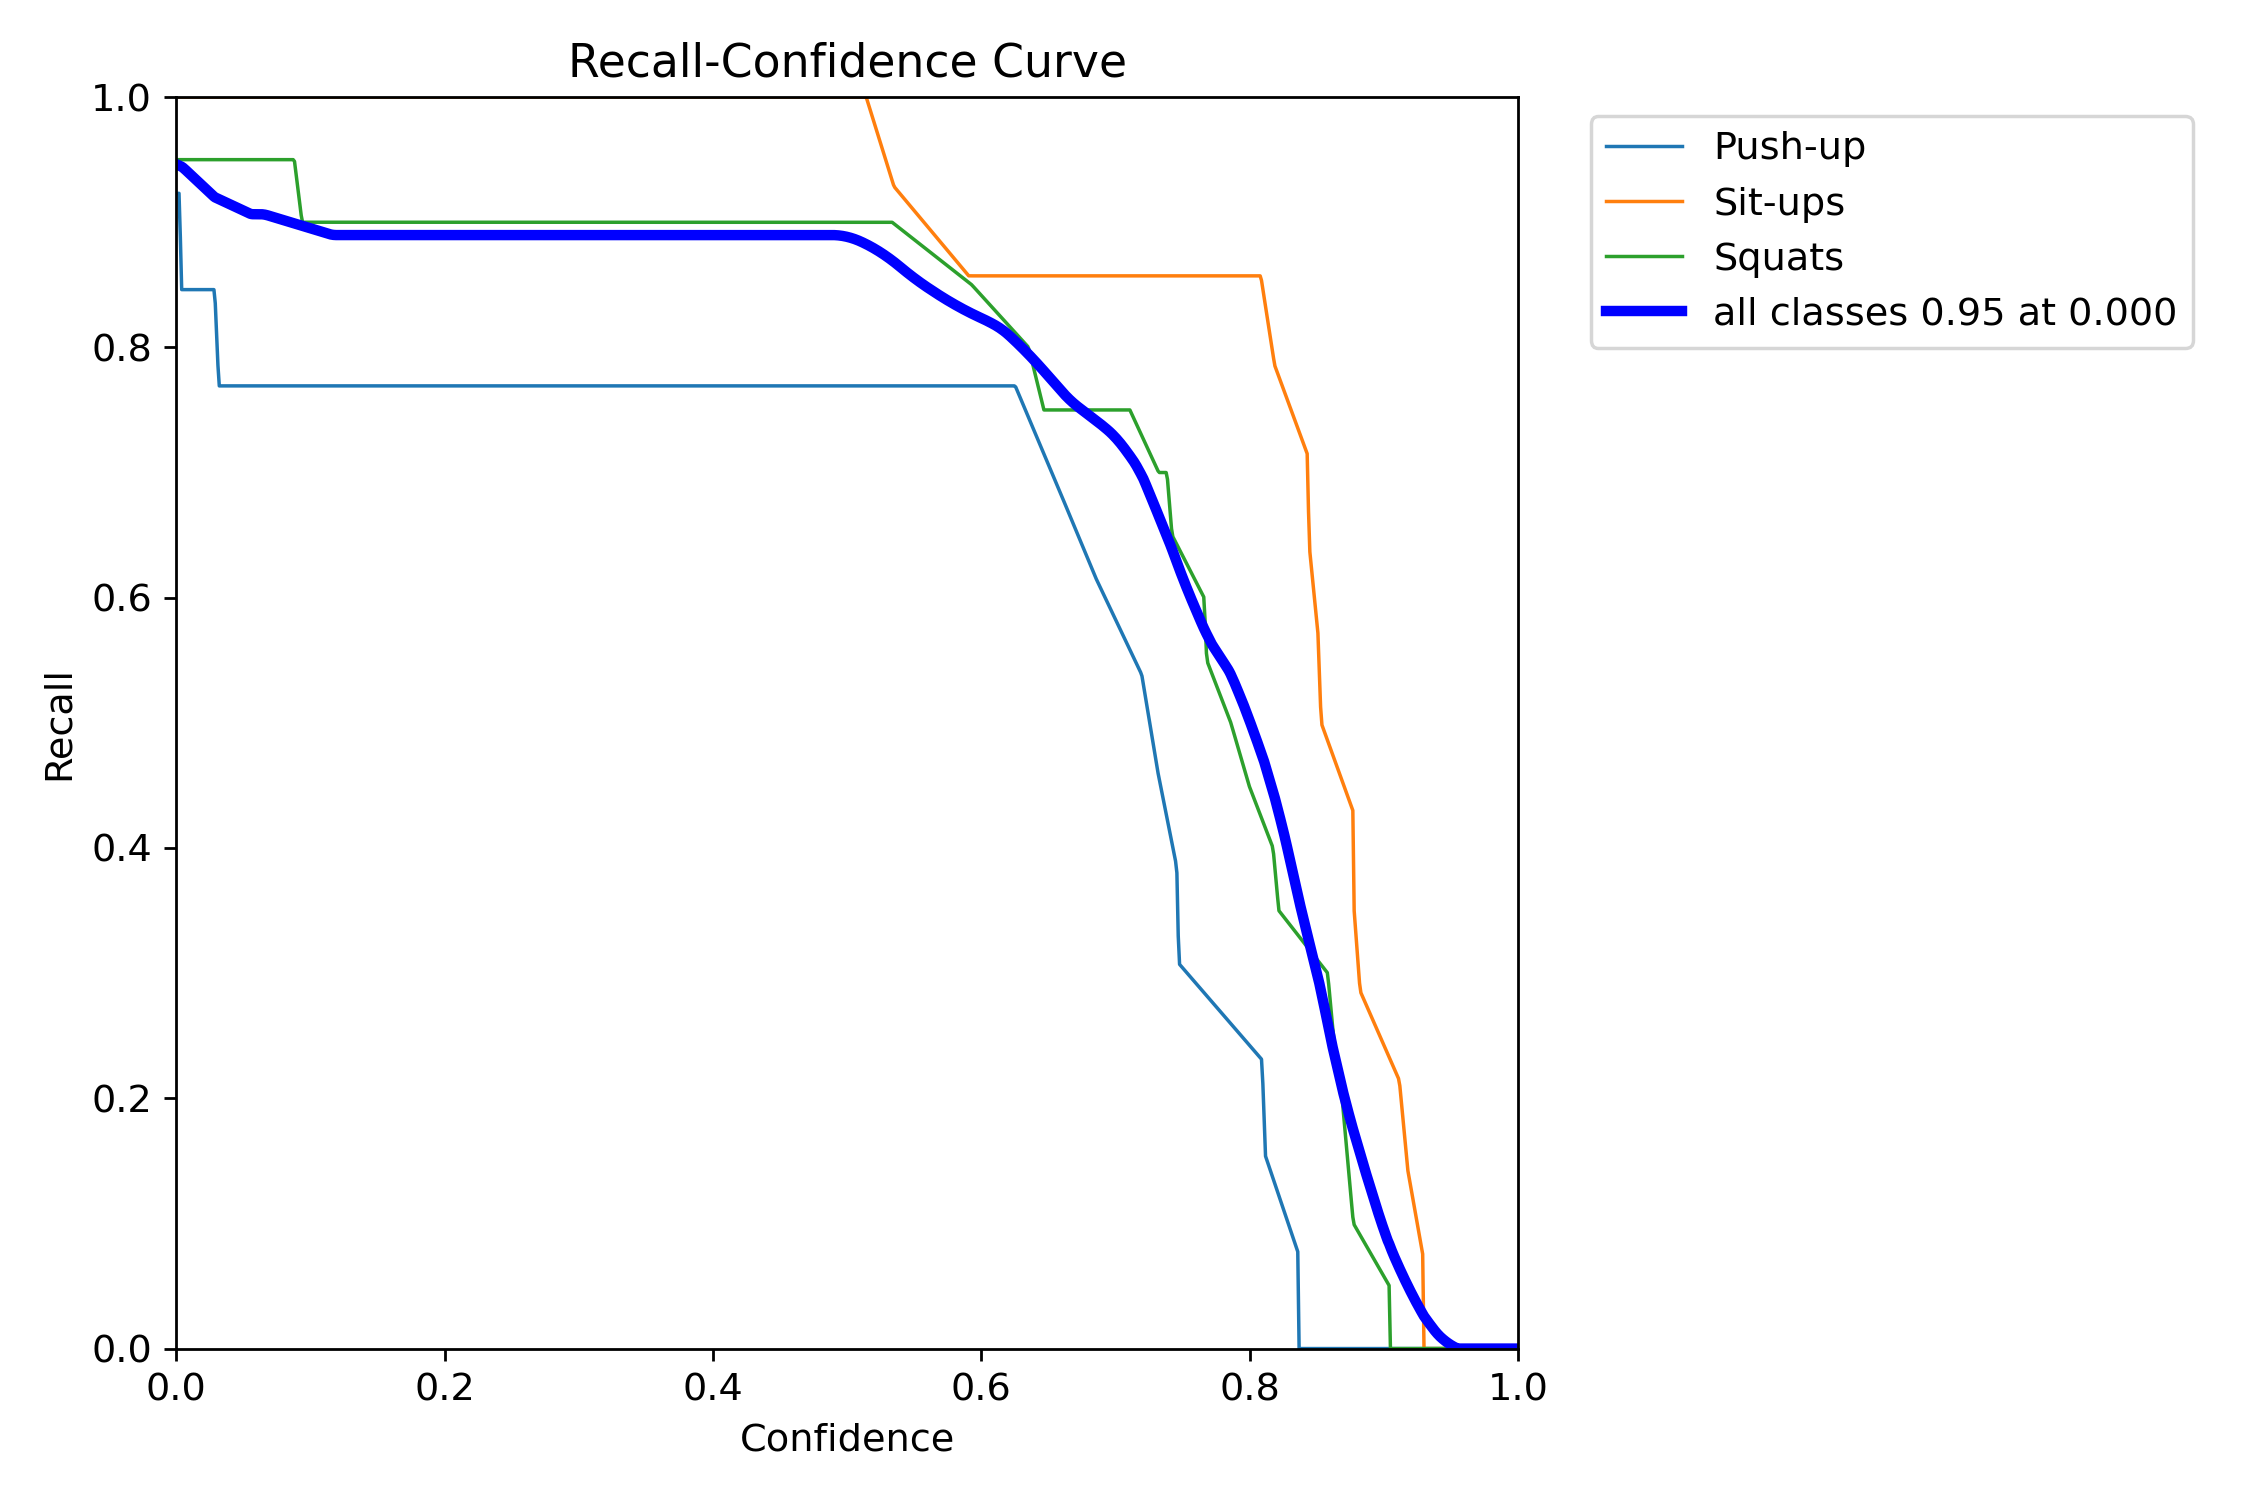 Recall-Confidence Curve
1.0
0.8
0.6
0.4
0.2
0.0
Recall
0.0 0.2 0.4 0.6 0.8 1.0
Confidence
Push-up
Sit-ups
Squats
all classes 0.95 at 0.000